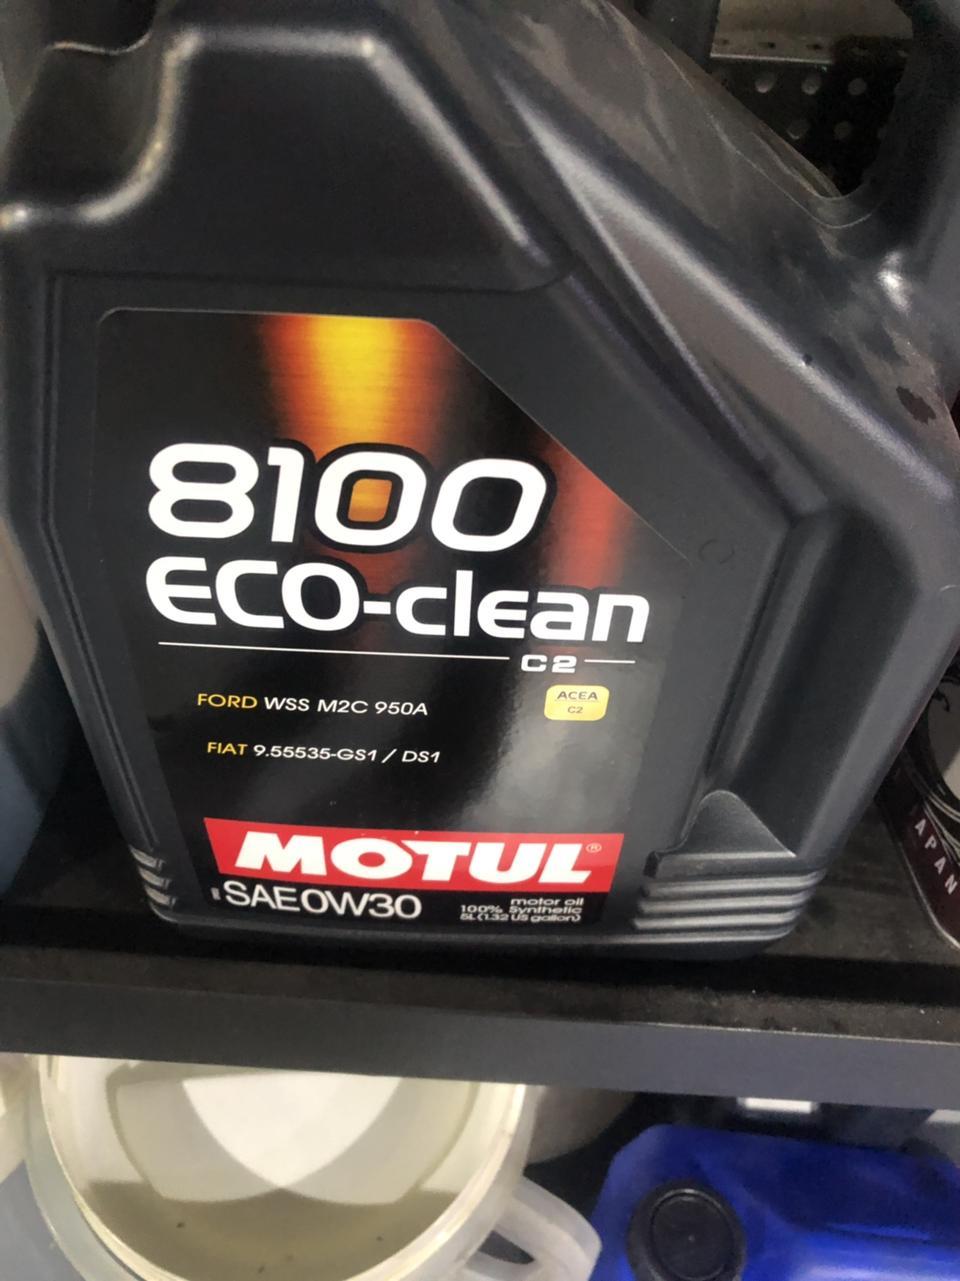 8100
ECO-clean
C2
FORD WSS M2C 950A
ACEA
C2
FIAT 9.55535-GS1 / DS1
MOTUL®
SAE0W30
motor oil
100% Synthetic
5L (1.32 US gallon)
APAN